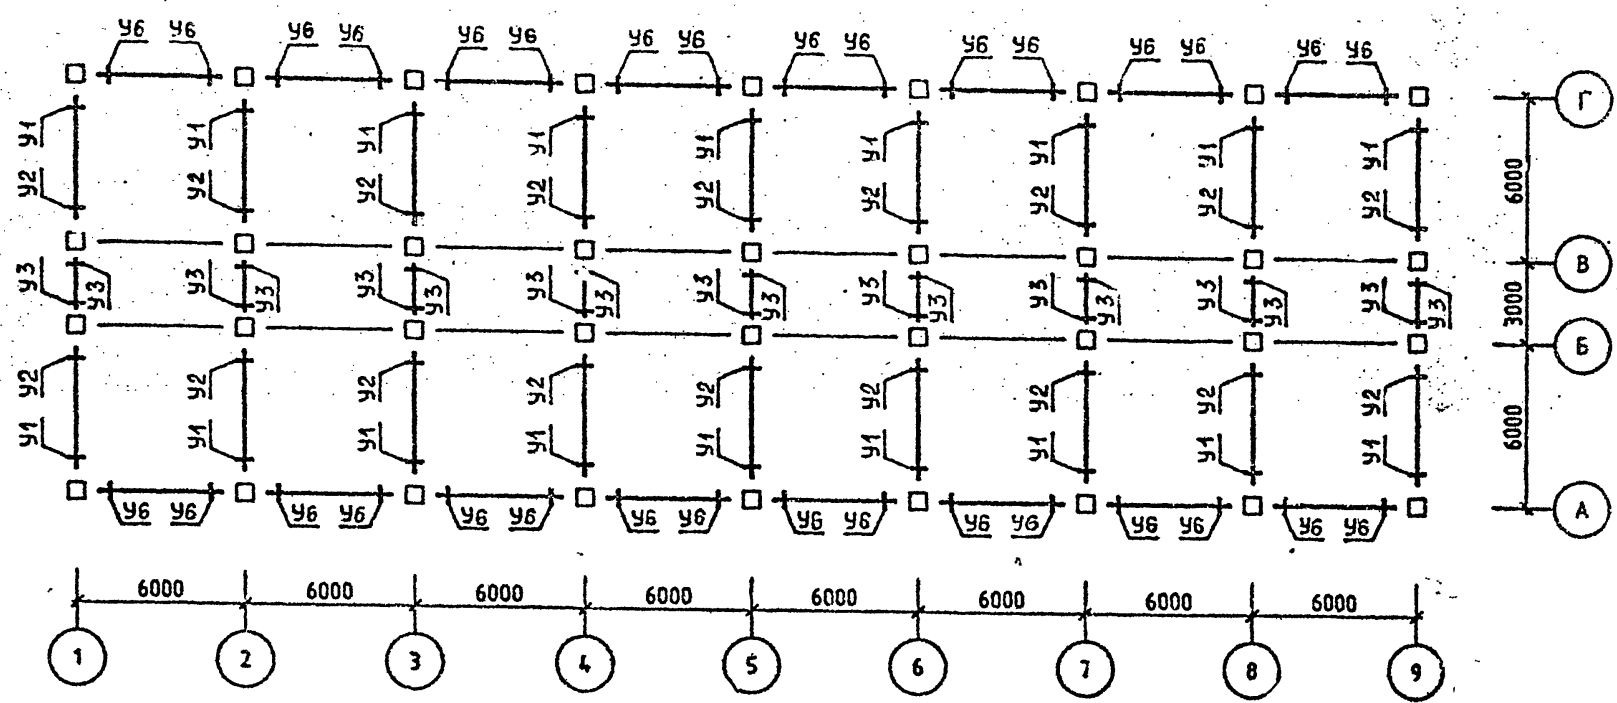 У6 У6 У6 У6 У6 У6 У6 У6 У6 У6 У6 У6 У6 У6 У6 У6
Г
У1 У1 У1 У1 У1 У1 У1 У1 У1
6000
У2 У2 У2 У2 У2 У2 У2 У2 У2
В
У3 У3 У3 У3 У3 У3 У3 У3 У3 У3 У3 У3 У3 У3 У3 У3 У3 У3
3000
Б
У2 У2 У2 У2 У2 У2 У2 У2 У2
6000
У1 У1 У1 У1 У1 У1 У1 У1 У1
А
У6 У6 У6 У6 У6 У6 У6 У6 У6 У6 У6 У6 У6 У6 У6 У6
6000 6000 6000 6000 6000 6000 6000 6000
1 2 3 4 5 6 7 8 9